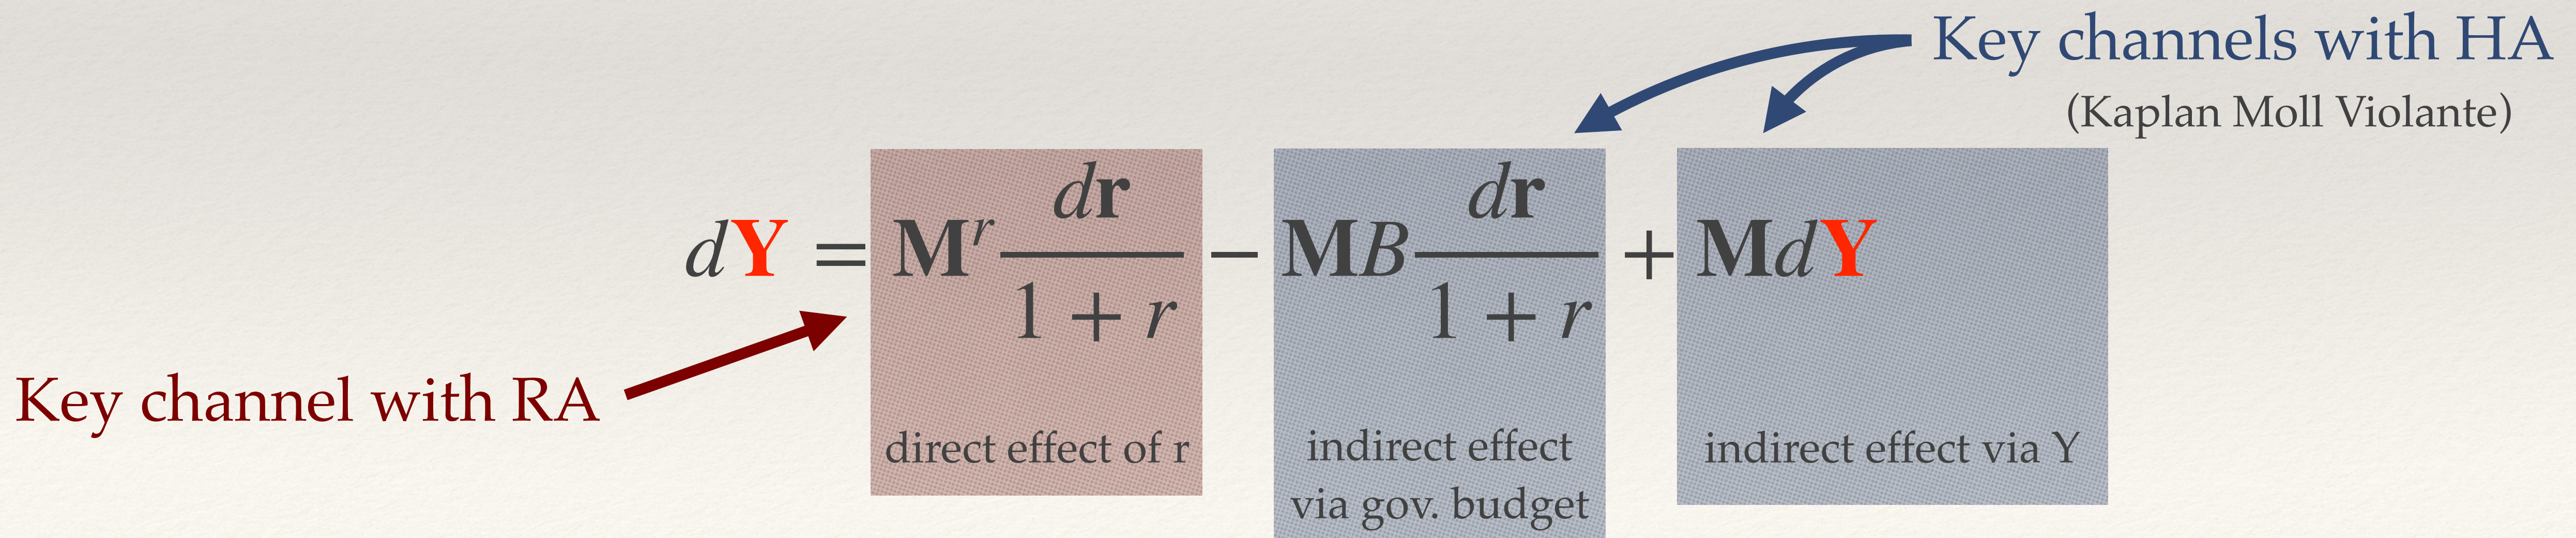 Key channels with HA
(Kaplan Moll Violante)
d𝐘 = 𝐌^r d𝐫/(1 + r) − 𝐌B d𝐫/(1 + r) + 𝐌d𝐘
Key channel with RA
direct effect of r
indirect effect
via gov. budget
indirect effect via Y